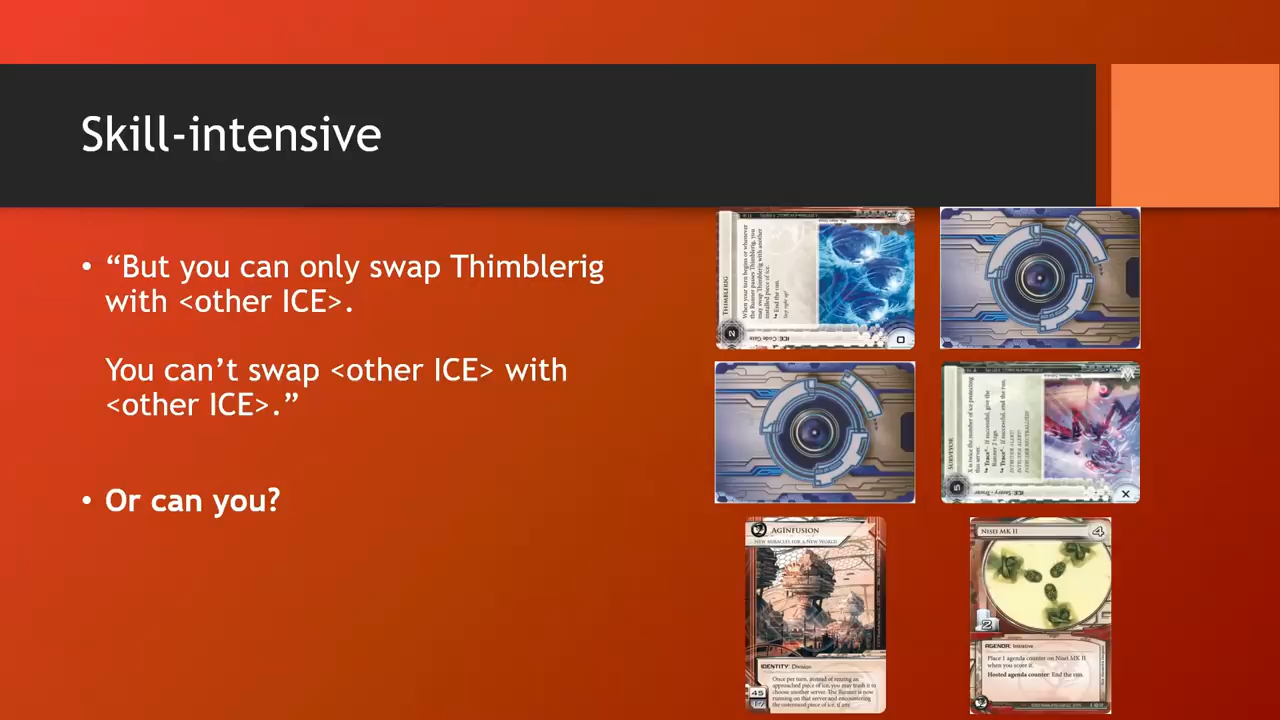 Skill-intensive
• “But you can only swap Thimblerig
with <other ICE>.
You can’t swap <other ICE> with
<other ICE>.”
• Or can you?
THIMBLERIG
When your turn begins or whenever
the Runner passes Thimblerig, you
may swap Thimblerig with another
installed piece of ice.
↳ End the run.
ICE: Code Gate
2
0
SURVEYOR
X is twice the number of ice protecting
this server.
↳ Trace
If successful, give the
Runner 2 tags.
↳ Trace
If successful, end the run.
ICE: Sentry - Tracer
5
X
AGINFUSION
NEW MIRACLES FOR A NEW WORLD
IDENTITY: Division
Once per turn, instead of rezzing an
approached piece of ice, you may trash it to
choose another server. The Runner is now
running on that server and encountering
the outermost piece of ice, if any.
45
17
NISEI MK II
4
2
AGENDA: Initiative
Place 1 agenda counter on Nisei MK II
when you score it.
Hosted agenda counter: End the run.